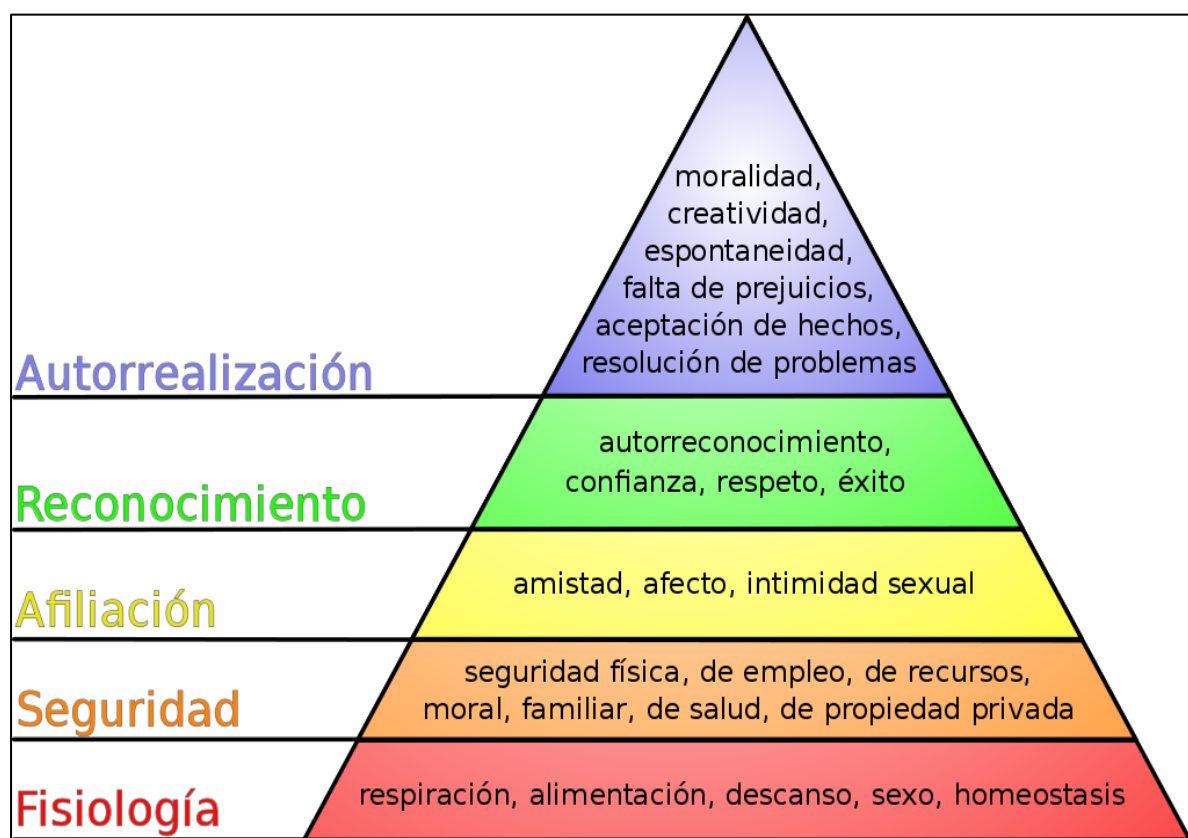 moralidad,
creatividad,
espontaneidad,
falta de prejuicios,
aceptación de hechos,
resolución de problemas
Autorrealización
autorreconocimiento,
confianza, respeto, éxito
Reconocimiento
amistad, afecto, intimidad sexual
Afiliación
seguridad física, de empleo, de recursos,
moral, familiar, de salud, de propiedad privada
Seguridad
respiración, alimentación, descanso, sexo, homeostasis
Fisiología